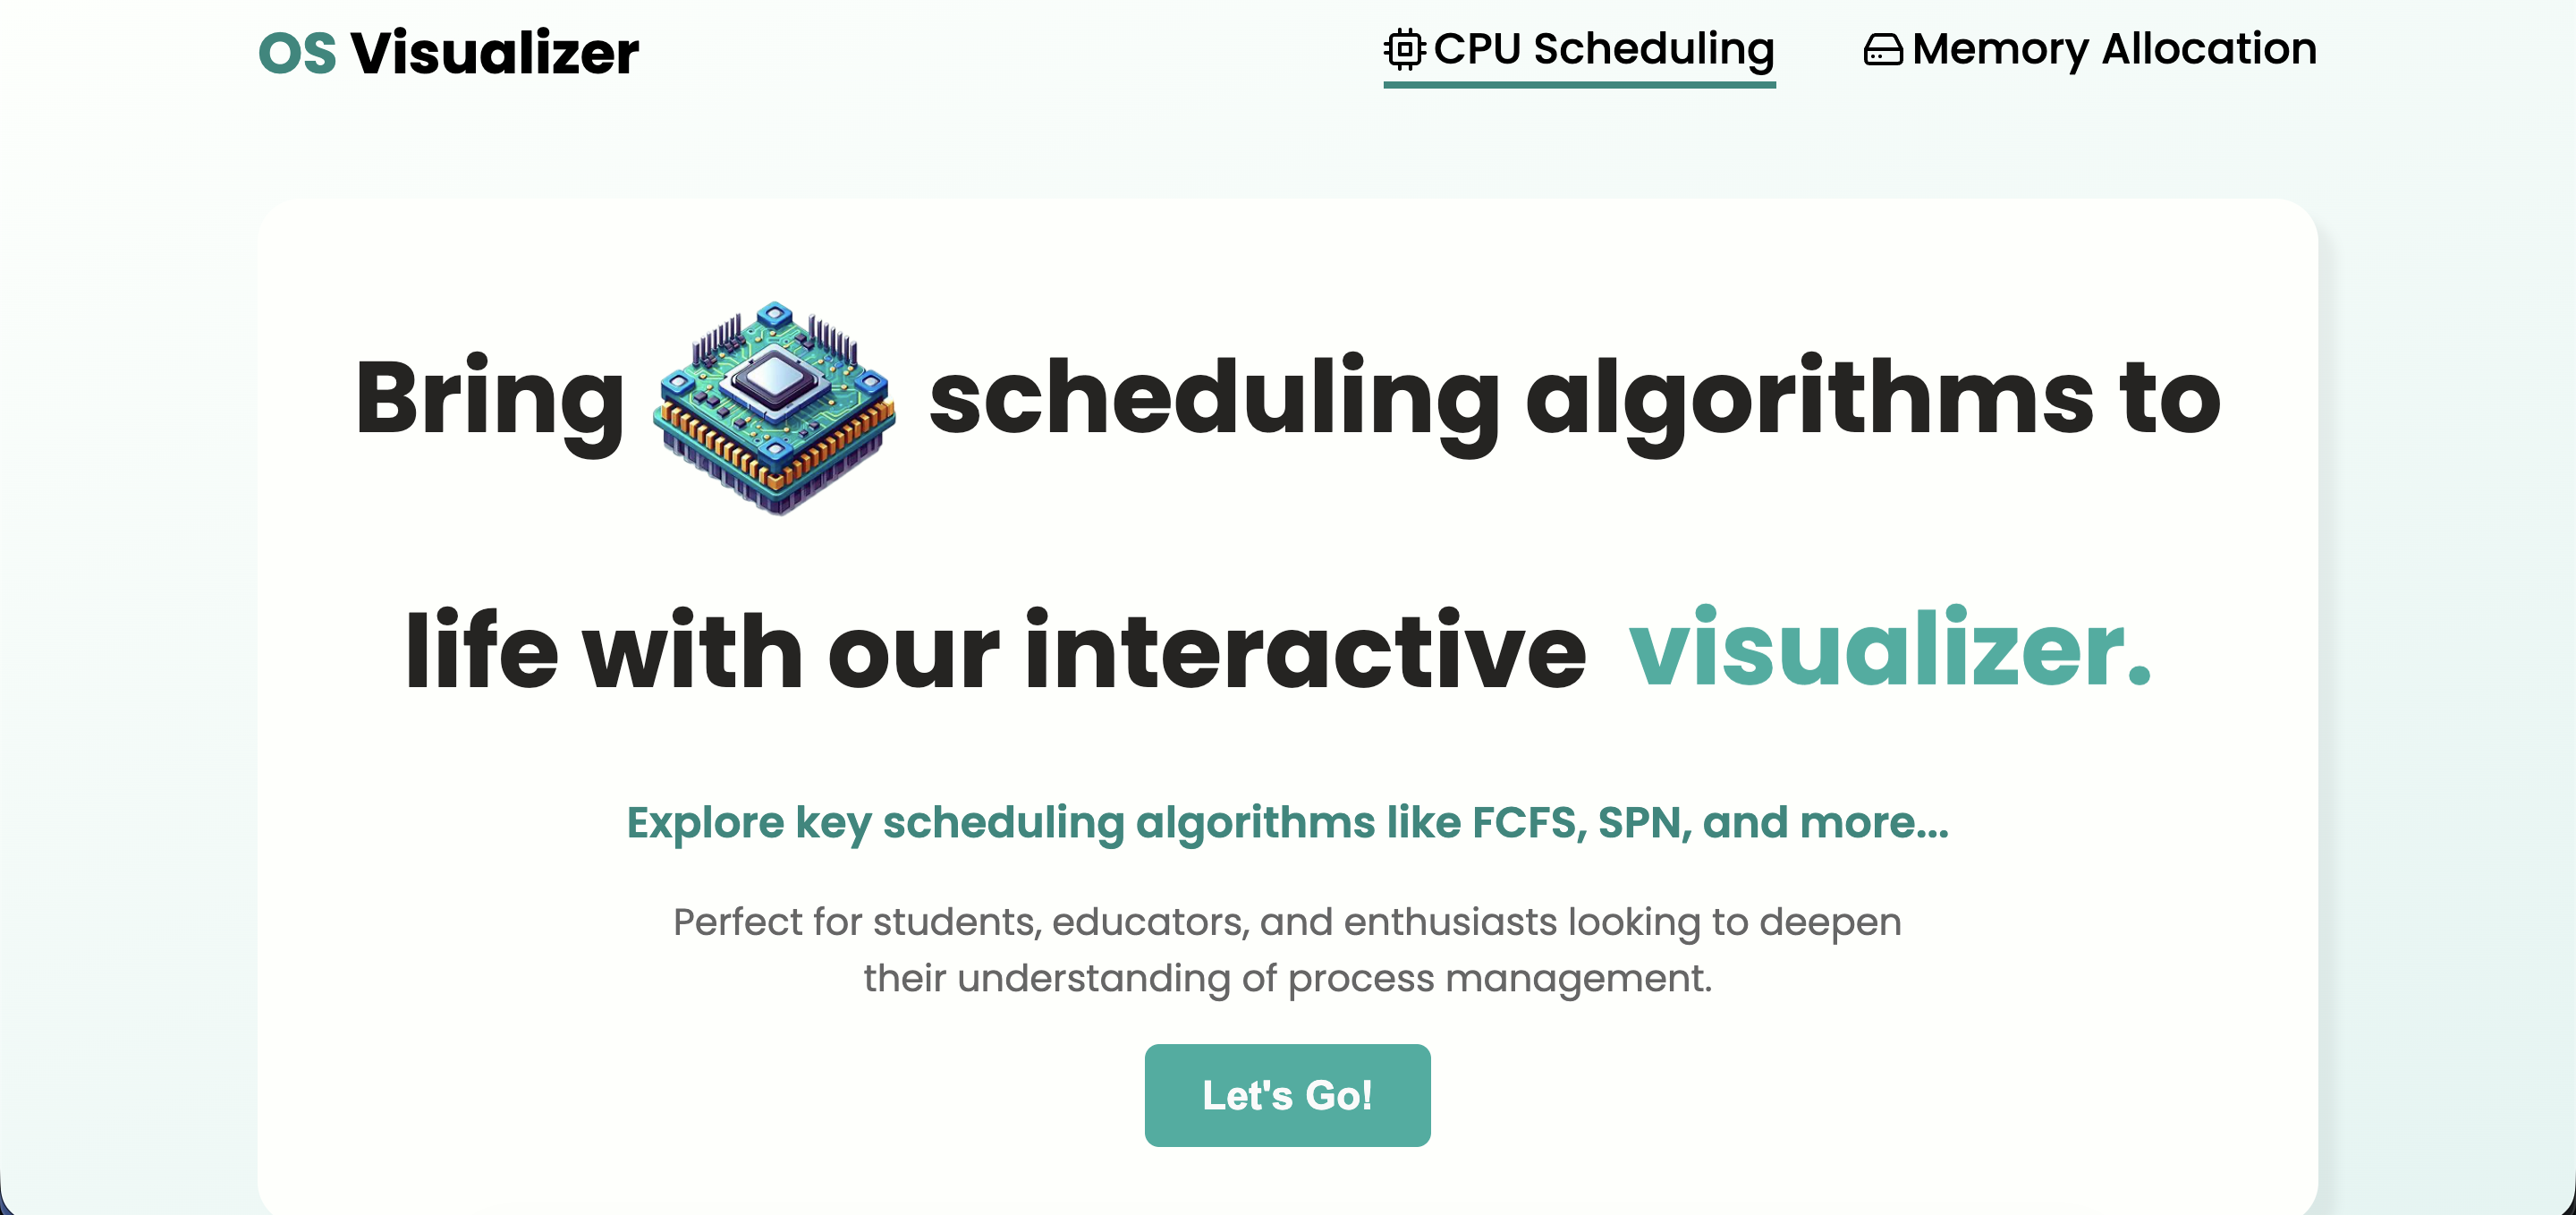 OS Visualizer
CPU Scheduling
Memory Allocation
Bring scheduling algorithms to
life with our interactive visualizer.
Explore key scheduling algorithms like FCFS, SPN, and more...
Perfect for students, educators, and enthusiasts looking to deepen
their understanding of process management.
Let's Go!